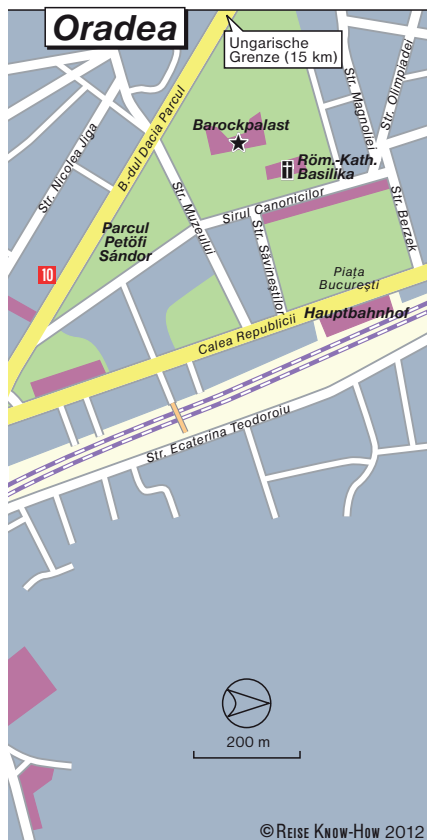 Oradea
Ungarische
Grenze (15 km)
Str. Nicolea Jiga
B.-dul Dacia Parcul
Str. Magnoliei
Str. Olimpiadei
Barockpalast
Röm.-Kath.
Basilika
Str. Muzeului
Sirul Canonicilor
Str. Berzek
Parcul
Petöfi
Sándor
Str. Săvineştilor
10
Piaţa
Bucureşti
Hauptbahnhof
Calea Republicii
Str. Ecaterina Teodoroiu
200 m
© REISE KNOW-HOW 2012